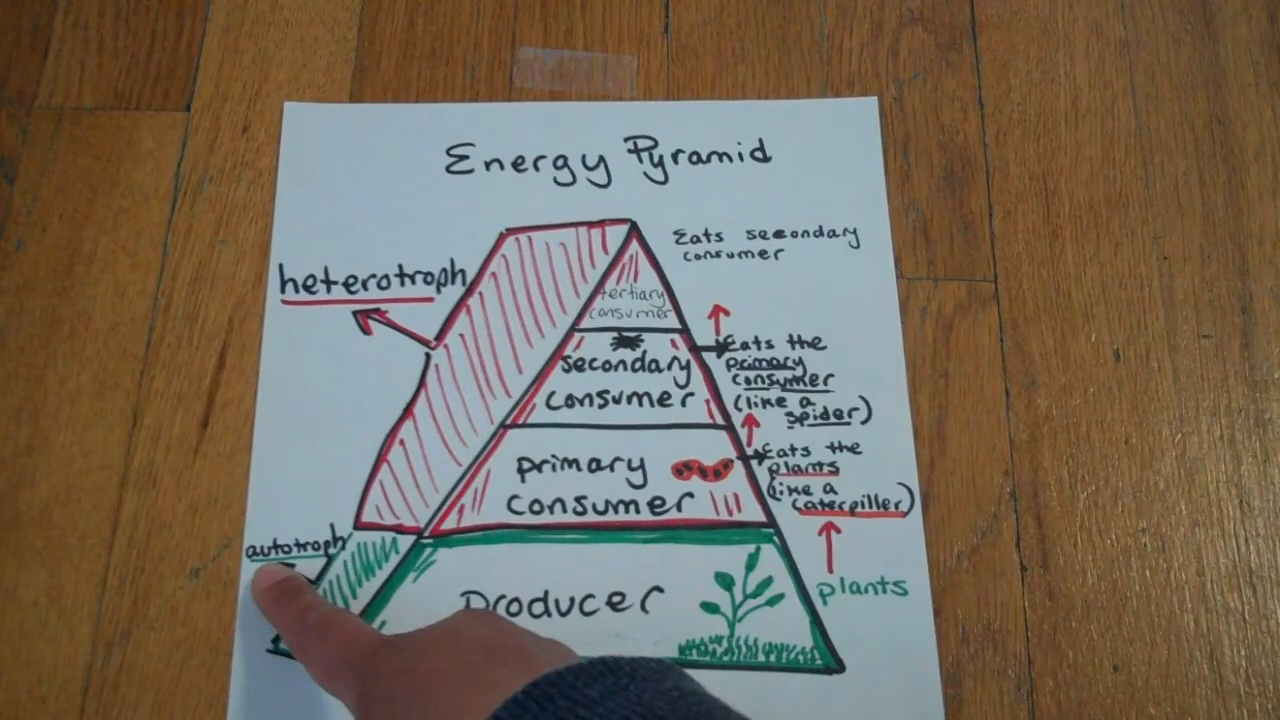 Energy Pyramid
Eats secondary
consumer
heterotroph
tertiary
consumer
Eats the
primary
consumer
(like a
spider)
secondary
consumer
Eats the
plants
(like a
caterpiller)
primary
consumer
autotroph
plants
producer